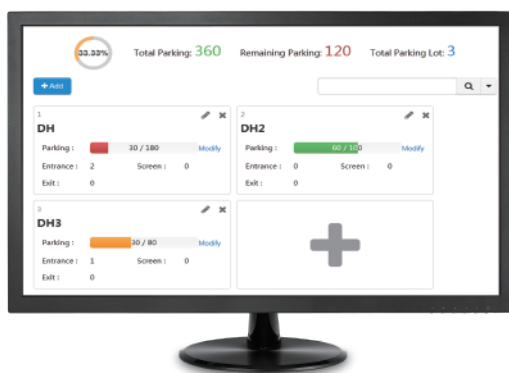 33.33% Total Parking: 360 Remaining Parking: 120 Total Parking Lot: 3
+ Add
1
DH
Parking : 30 / 180 Modify
Entrance : 2 Screen : 0
Exit : 0
2
DH2
Parking : 60 / 100 Modify
Entrance : 0 Screen : 0
Exit : 0
3
DH3
Parking : 30 / 80 Modify
Entrance : 1 Screen : 0
Exit : 0